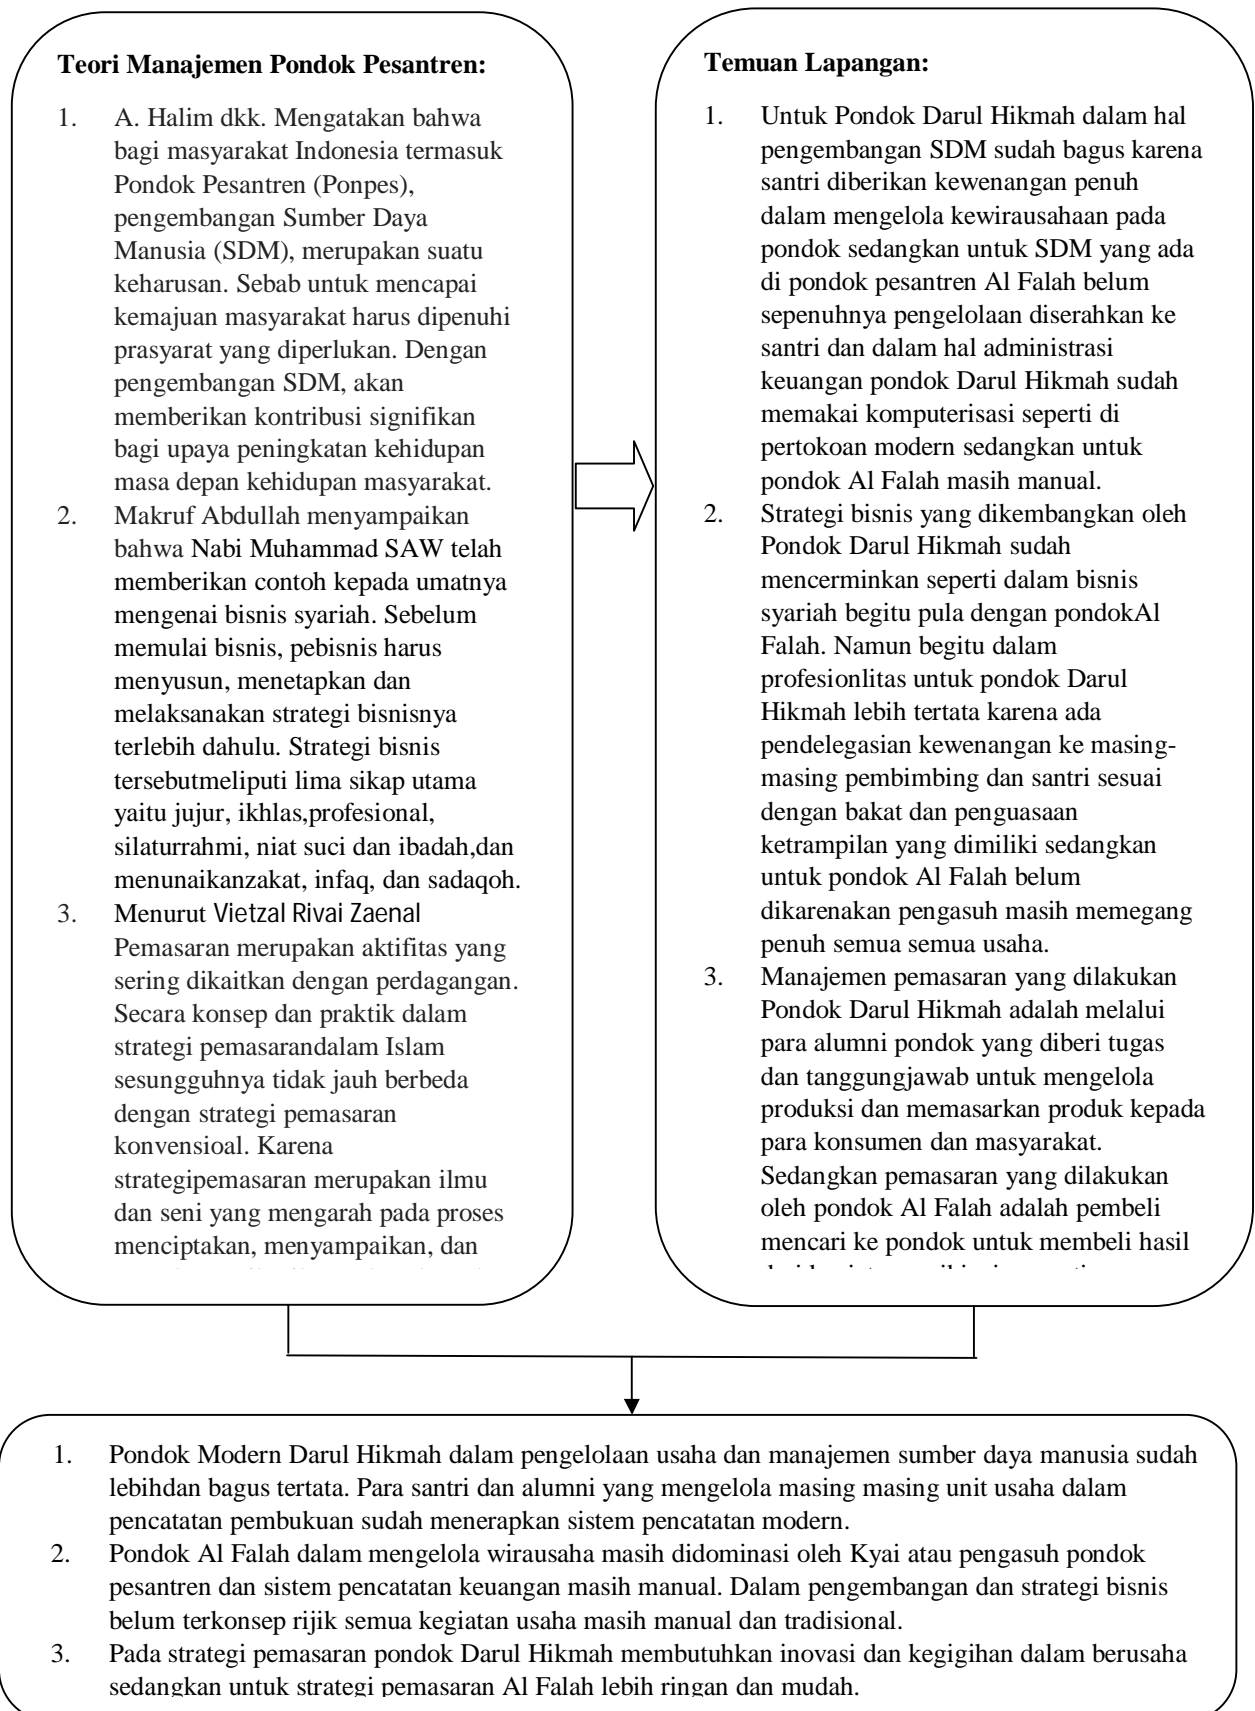 Teori Manajemen Pondok Pesantren:
1. A. Halim dkk. Mengatakan bahwa
bagi masyarakat Indonesia termasuk
Pondok Pesantren (Ponpes),
pengembangan Sumber Daya
Manusia (SDM), merupakan suatu
keharusan. Sebab untuk mencapai
kemajuan masyarakat harus dipenuhi
prasyarat yang diperlukan. Dengan
pengembangan SDM, akan
memberikan kontribusi signifikan
bagi upaya peningkatan kehidupan
masa depan kehidupan masyarakat.
2. Makruf Abdullah menyampaikan
bahwa Nabi Muhammad SAW telah
memberikan contoh kepada umatnya
mengenai bisnis syariah. Sebelum
memulai bisnis, pebisnis harus
menyusun, menetapkan dan
melaksanakan strategi bisnisnya
terlebih dahulu. Strategi bisnis
tersebutmeliputi lima sikap utama
yaitu jujur, ikhlas,profesional,
silaturrahmi, niat suci dan ibadah,dan
menunaikanzakat, infaq, dan sadaqoh.
3. Menurut Vietzal Rivai Zaenal
Pemasaran merupakan aktifitas yang
sering dikaitkan dengan perdagangan.
Secara konsep dan praktik dalam
strategi pemasarandalam Islam
sesungguhnya tidak jauh berbeda
dengan strategi pemasaran
konvensioal. Karena
strategipemasaran merupakan ilmu
dan seni yang mengarah pada proses
menciptakan, menyampaikan, dan
Temuan Lapangan:
1. Untuk Pondok Darul Hikmah dalam hal
pengembangan SDM sudah bagus karena
santri diberikan kewenangan penuh
dalam mengelola kewirausahaan pada
pondok sedangkan untuk SDM yang ada
di pondok pesantren Al Falah belum
sepenuhnya pengelolaan diserahkan ke
santri dan dalam hal administrasi
keuangan pondok Darul Hikmah sudah
memakai komputerisasi seperti di
pertokoan modern sedangkan untuk
pondok Al Falah masih manual.
2. Strategi bisnis yang dikembangkan oleh
Pondok Darul Hikmah sudah
mencerminkan seperti dalam bisnis
syariah begitu pula dengan pondokAl
Falah. Namun begitu dalam
profesionlitas untuk pondok Darul
Hikmah lebih tertata karena ada
pendelegasian kewenangan ke masing-
masing pembimbing dan santri sesuai
dengan bakat dan penguasaan
ketrampilan yang dimiliki sedangkan
untuk pondok Al Falah belum
dikarenakan pengasuh masih memegang
penuh semua semua usaha.
3. Manajemen pemasaran yang dilakukan
Pondok Darul Hikmah adalah melalui
para alumni pondok yang diberi tugas
dan tanggungjawab untuk mengelola
produksi dan memasarkan produk kepada
para konsumen dan masyarakat.
Sedangkan pemasaran yang dilakukan
oleh pondok Al Falah adalah pembeli
mencari ke pondok untuk membeli hasil
1. Pondok Modern Darul Hikmah dalam pengelolaan usaha dan manajemen sumber daya manusia sudah
lebihdan bagus tertata. Para santri dan alumni yang mengelola masing masing unit usaha dalam
pencatatan pembukuan sudah menerapkan sistem pencatatan modern.
2. Pondok Al Falah dalam mengelola wirausaha masih didominasi oleh Kyai atau pengasuh pondok
pesantren dan sistem pencatatan keuangan masih manual. Dalam pengembangan dan strategi bisnis
belum terkonsep rijik semua kegiatan usaha masih manual dan tradisional.
3. Pada strategi pemasaran pondok Darul Hikmah membutuhkan inovasi dan kegigihan dalam berusaha
sedangkan untuk strategi pemasaran Al Falah lebih ringan dan mudah.